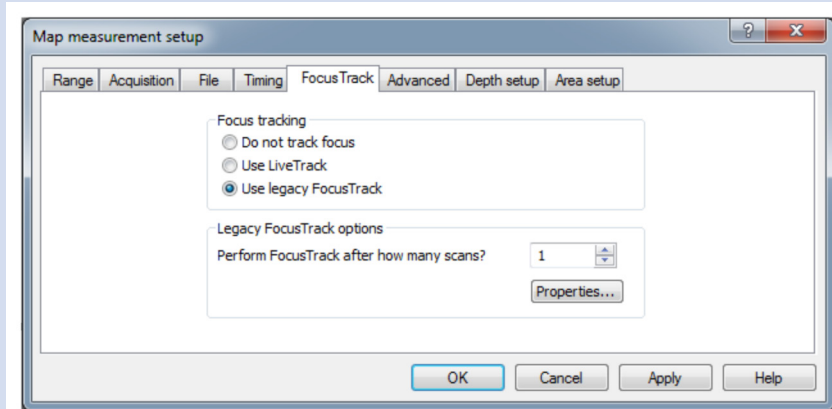 Map measurement setup
?
X
Range Acquisition File Timing FocusTrack Advanced Depth setup Area setup
Focus tracking
Do not track focus
Use LiveTrack
Use legacy FocusTrack
Legacy FocusTrack options
Perform FocusTrack after how many scans? 1
Properties...
OK Cancel Apply Help